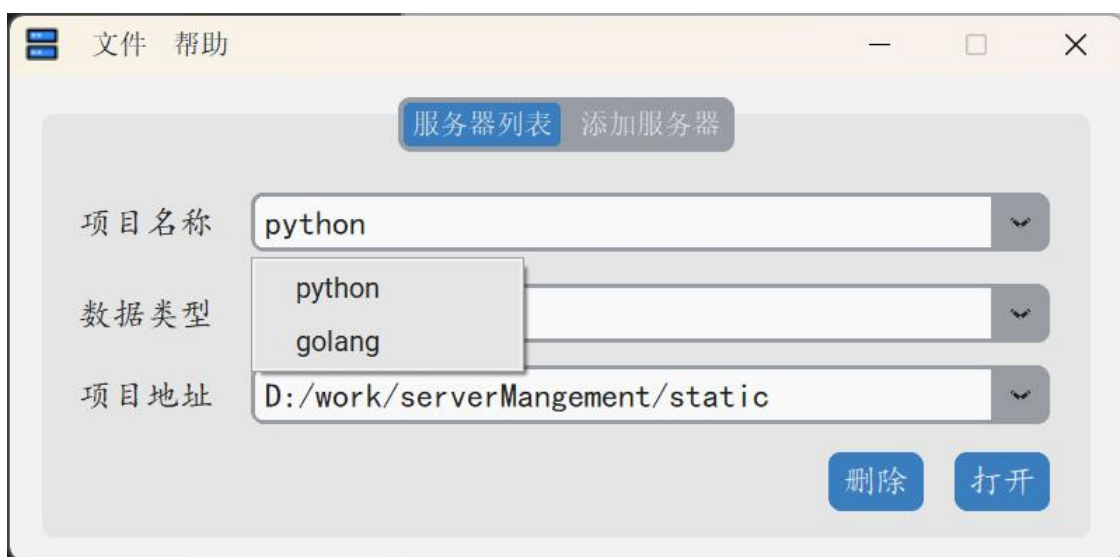 文件 帮助
服务器列表 添加服务器
项目名称 python
python
数据类型
golang
项目地址 D:/work/serverMangement/static
删除 打开